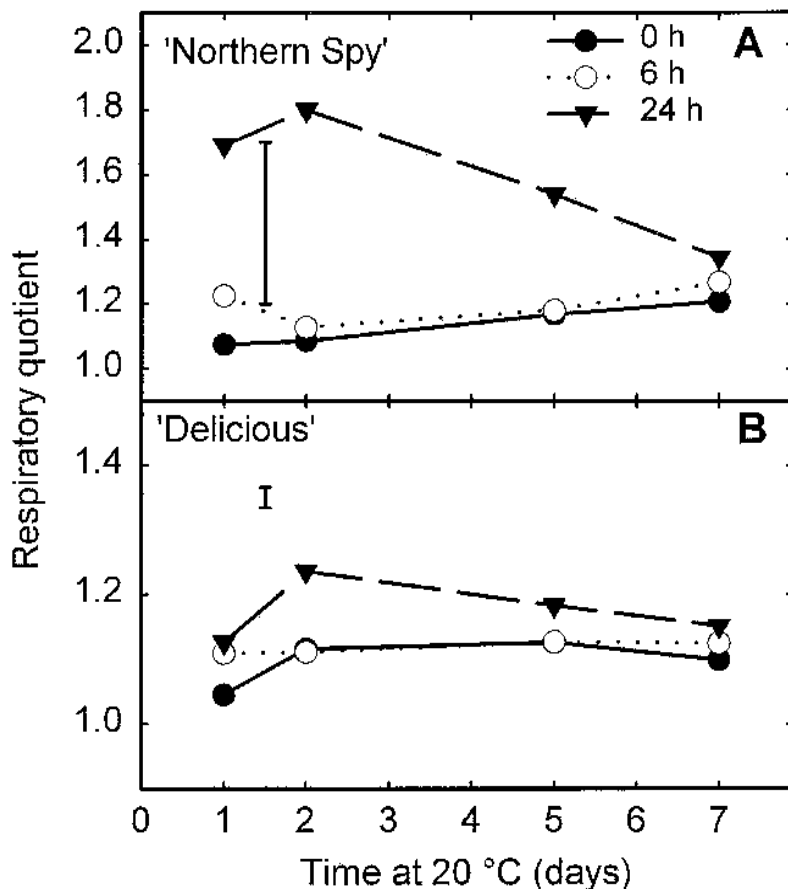 'Northern Spy'
A
0 h
6 h
24 h
2.0
1.8
1.6
1.4
1.2
1.0
Respiratory quotient
'Delicious'
B
1.4
1.2
1.0
0 1 2 3 4 5 6 7
Time at 20 °C (days)